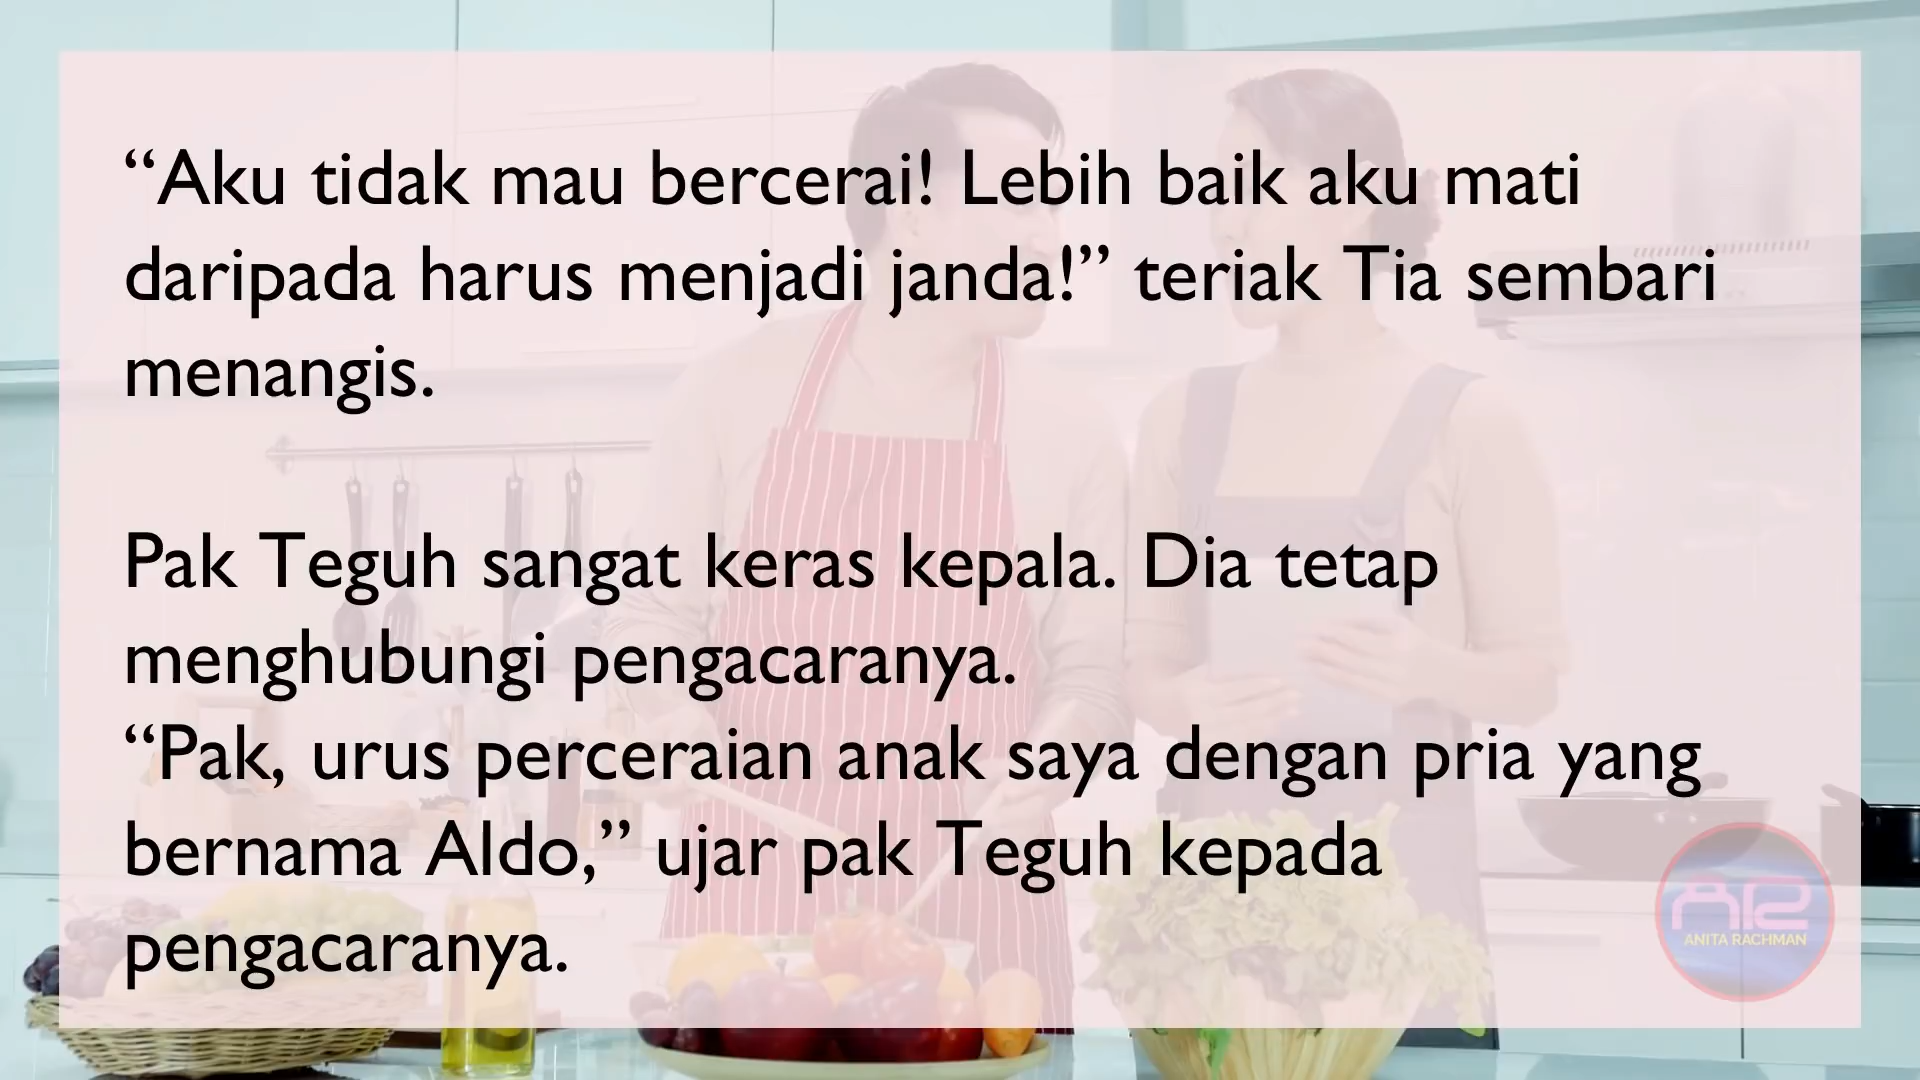 “Aku tidak mau bercerai! Lebih baik aku mati
daripada harus menjadi janda!” teriak Tia sembari
menangis.
Pak Teguh sangat keras kepala. Dia tetap
menghubungi pengacaranya.
“Pak, urus perceraian anak saya dengan pria yang
bernama Aldo,” ujar pak Teguh kepada
pengacaranya.
AR
ANITA RACHMAN